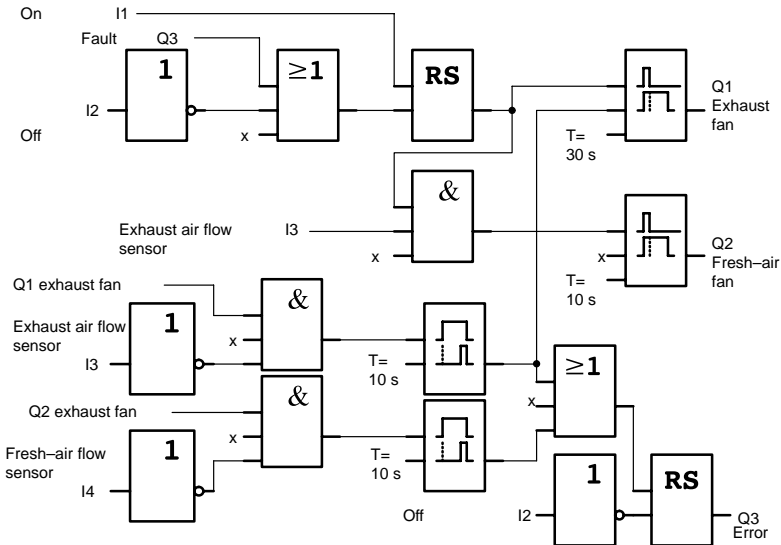 On I1
Fault Q3
1
≥1
RS
I2
Off
x
Q1
Exhaust
fan
T=
30 s
&
Exhaust air flow
sensor
I3
x
x
Q2
Fresh–air
fan
T=
10 s
Q1 exhaust fan
&
1
Exhaust air flow
sensor
x
I3
T=
10 s
≥1
Q2 exhaust fan
&
x
1
x
Fresh–air flow
sensor
T=
10 s
I4
1
RS
Off
I2
Q3
Error